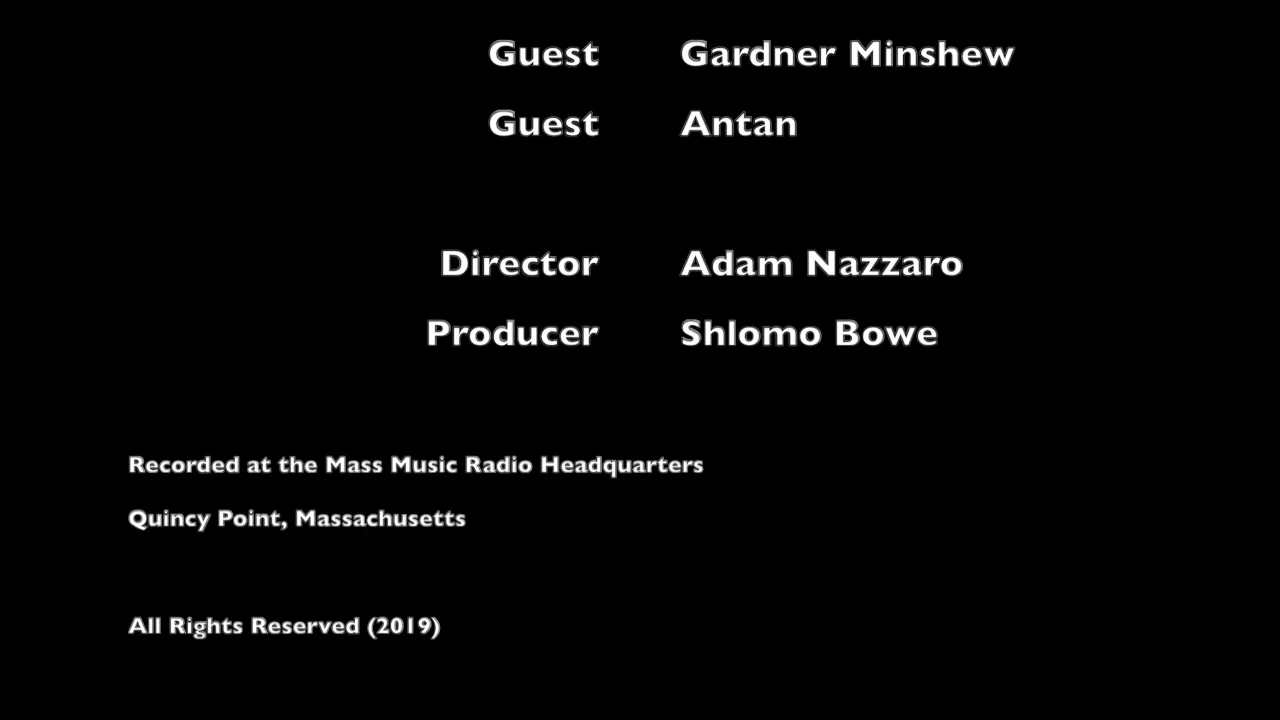 Guest Gardner Minshew
Guest Antan
Director Adam Nazzaro
Producer Shlomo Bowe
Recorded at the Mass Music Radio Headquarters
Quincy Point, Massachusetts
All Rights Reserved (2019)